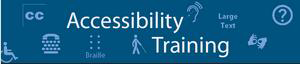 CC
Accessibility
Training
Large
Text
Braille
?